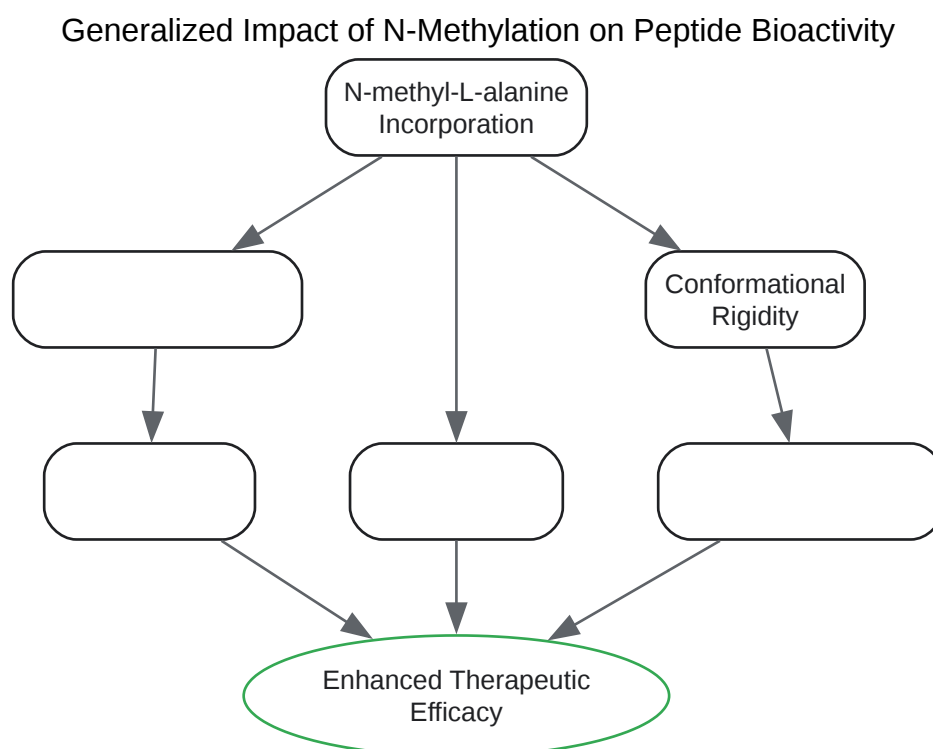 Generalized Impact of N-Methylation on Peptide Bioactivity
N-methyl-L-alanine
Incorporation
Conformational
Rigidity
Enhanced Therapeutic
Efficacy